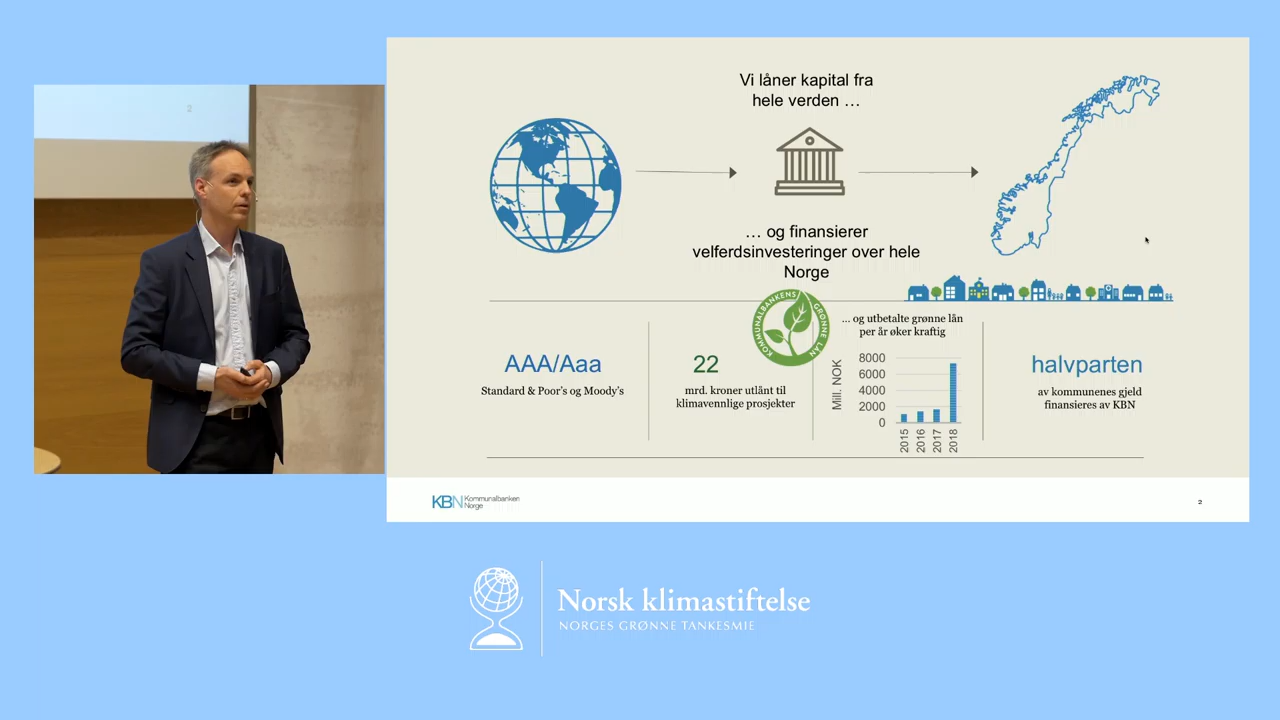 2
Vi låner kapital fra
hele verden …
… og finansierer
velferdsinvesteringer over hele
Norge
KOMMUNALBANKENS
GRØNNE LÅN
AAA/Aaa
Standard & Poor's og Moody's
22
mrd. kroner utlånt til
klimavennlige prosjekter
… og utbetalte grønne lån
per år øker kraftig
Mill. NOK
8000
6000
4000
2000
0
2015
2016
2017
2018
halvparten
av kommunenes gjeld
finansieres av KBN
KBN Kommunalbanken
Norge
2
Norsk klimastiftelse
NORGES GRØNNE TANKESMIE